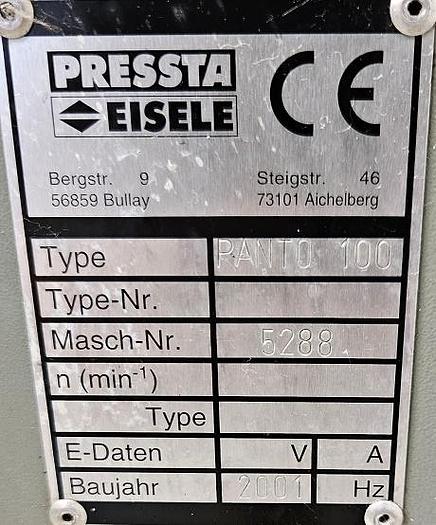 PRESSTA
EISELE
CE
Bergstr. 9 Steigstr. 46
56859 Bullay 73101 Aichelberg
Type PANTO 100
Type-Nr.
Masch-Nr. 5288
n (min⁻¹)
Type
E-Daten V A
Baujahr 2001 Hz